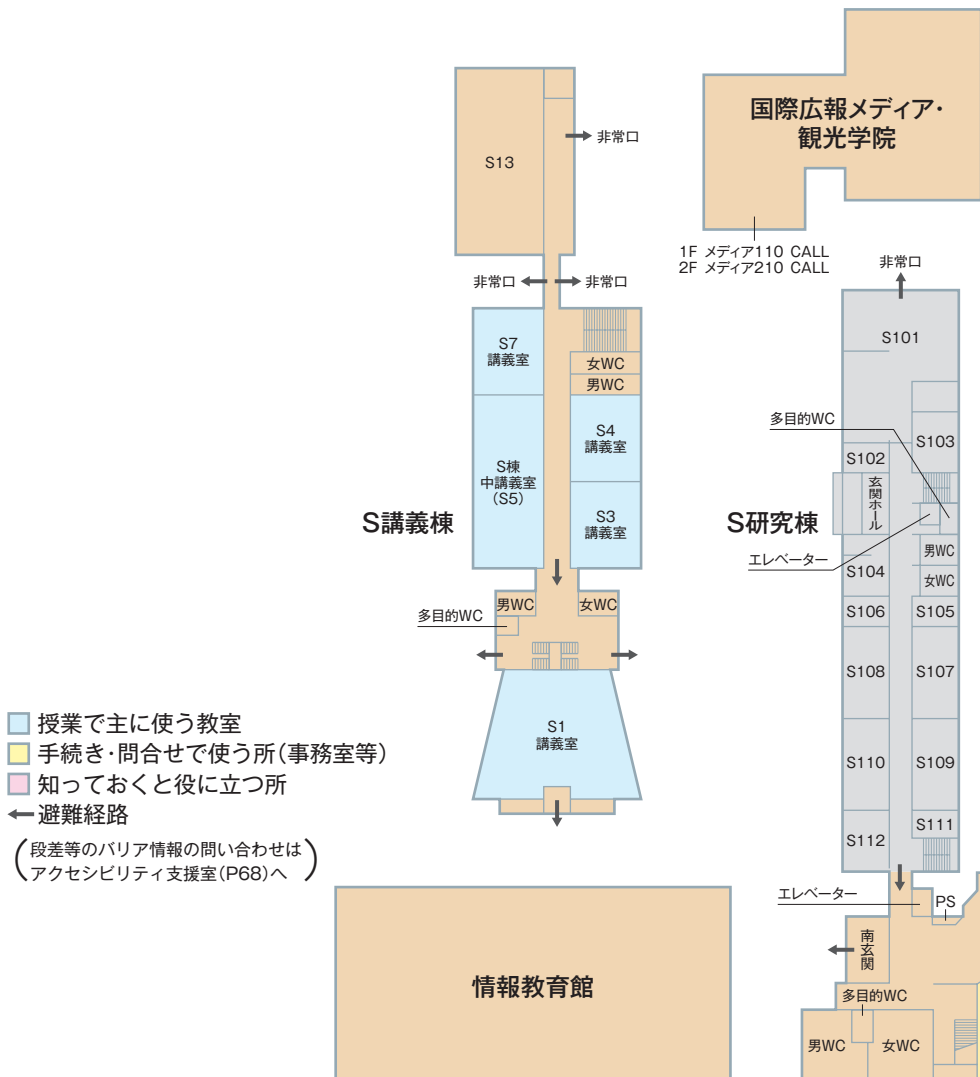 国際広報メディア・
観光学院
1F メディア110 CALL
2F メディア210 CALL
S13
非常口
非常口
非常口
S7
講義室
女WC
男WC
S棟
中講義室
(S5)
S4
講義室
S3
講義室
S講義棟
男WC
女WC
多目的WC
S1
講義室
非常口
S101
多目的WC
S103
S102
玄関ホール
S研究棟
エレベーター
男WC
女WC
S104
S106
S105
S108
S107
S110
S109
S112
S111
エレベーター
PS
南玄関
多目的WC
男WC
女WC
授業で主に使う教室
手続き・問合せで使う所(事務室等)
知っておくと役に立つ所
避難経路
(段差等のバリア情報の問い合わせは
アクセシビリティ支援室(P68)へ)
情報教育館